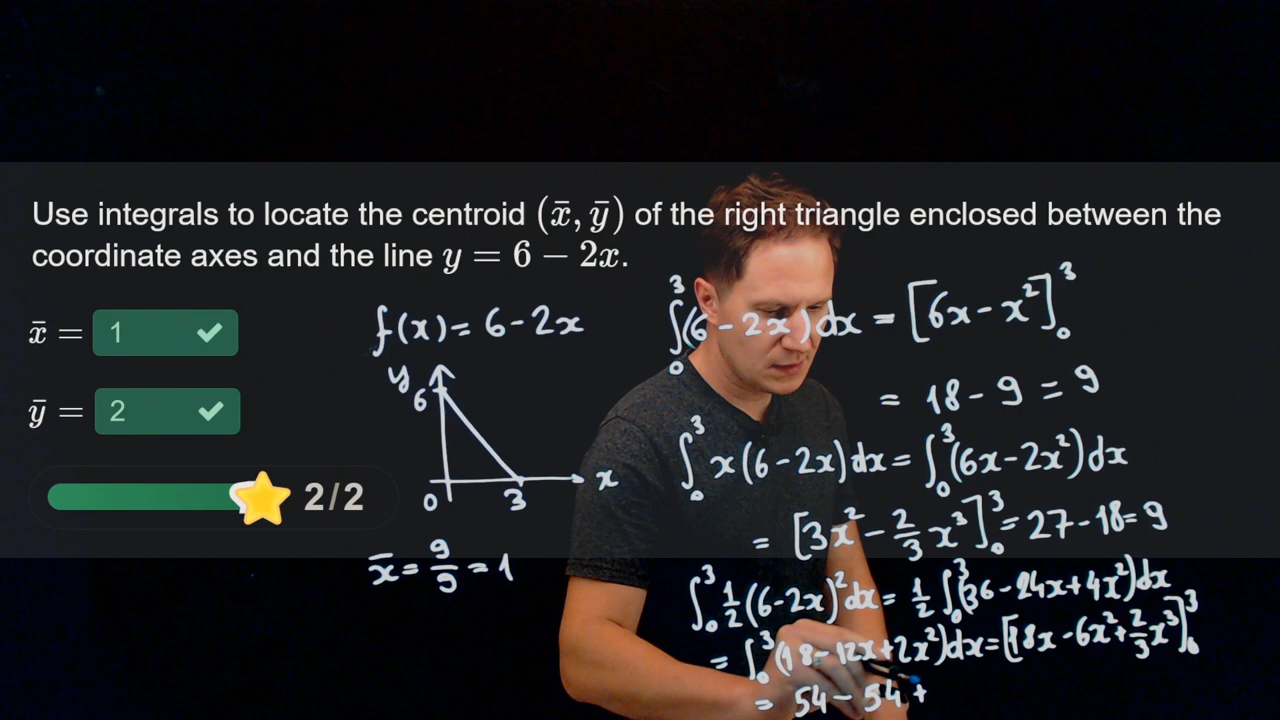 Use integrals to locate the centroid (x̄, ȳ) of the right triangle enclosed between the
coordinate axes and the line y = 6 − 2x.
x̄ = 1
ȳ = 2
2/2
f(x) = 6 - 2x
y
6
0
3
x
x̄ = 9/9 = 1
∫₀³ (6 - 2x) dx = [6x - x²]₀³
= 18 - 9 = 9
∫₀³ x(6 - 2x) dx = ∫₀³ (6x - 2x²) dx
= [3x² - 2/3 x³]₀³ = 27 - 18 = 9
∫₀³ 1/2 (6 - 2x)² dx = 1/2 ∫₀³ (36 - 24x + 4x²) dx
= ∫₀³ (18 - 12x + 2x²) dx = [18x - 6x² + 2/3 x³]₀³
= 54 - 54 +